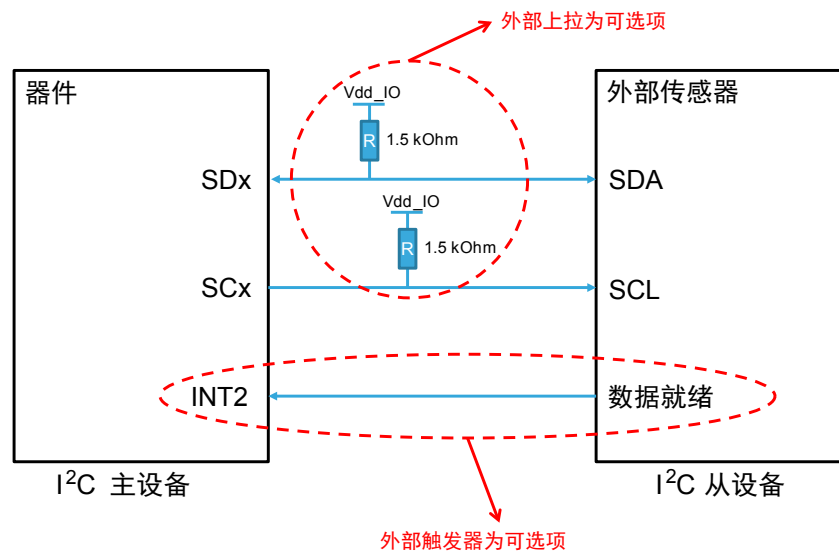 外部上拉为可选项
器件
外部传感器
Vdd_IO
R
1.5 kOhm
SDx
SDA
Vdd_IO
R
1.5 kOhm
SCx
SCL
INT2
数据就绪
I²C 主设备
I²C 从设备
外部触发器为可选项